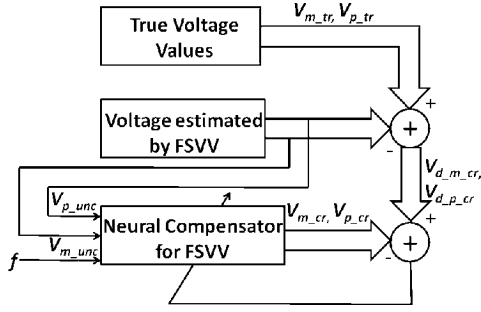 True Voltage
Values
V_m_tr, V_p_tr
+
Voltage estimated
by FSVV
+
-
V_d_m_cr,
V_d_p_cr
V_p_unc
Neural Compensator
for FSVV
V_m_cr, V_p_cr
+
+
-
V_m_unc
f